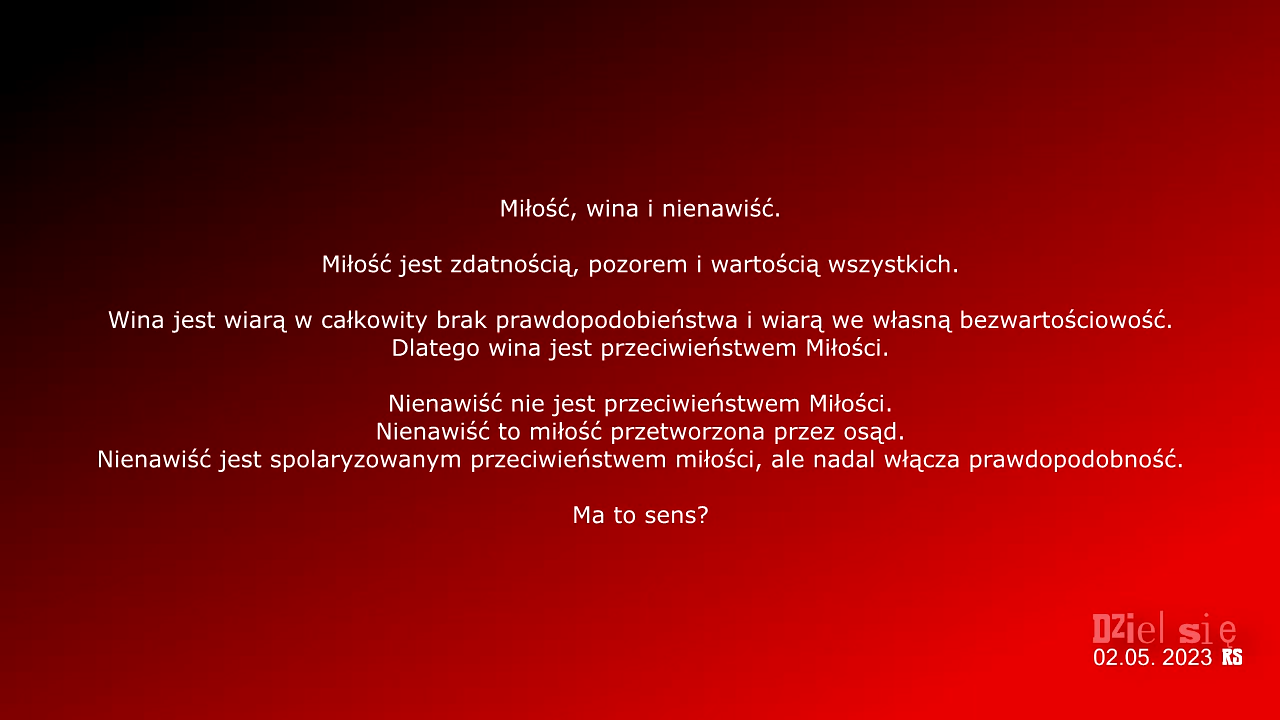 Miłość, wina i nienawiść.
Miłość jest zdatnością, pozorem i wartością wszystkich.
Wina jest wiarą w całkowity brak prawdopodobieństwa i wiarą we własną bezwartościowość.
Dlatego wina jest przeciwieństwem Miłości.
Nienawiść nie jest przeciwieństwem Miłości.
Nienawiść to miłość przetworzona przez osąd.
Nienawiść jest spolaryzowanym przeciwieństwem miłości, ale nadal włącza prawdopodobność.
Ma to sens?
Dziel się
02.05. 2023 RS